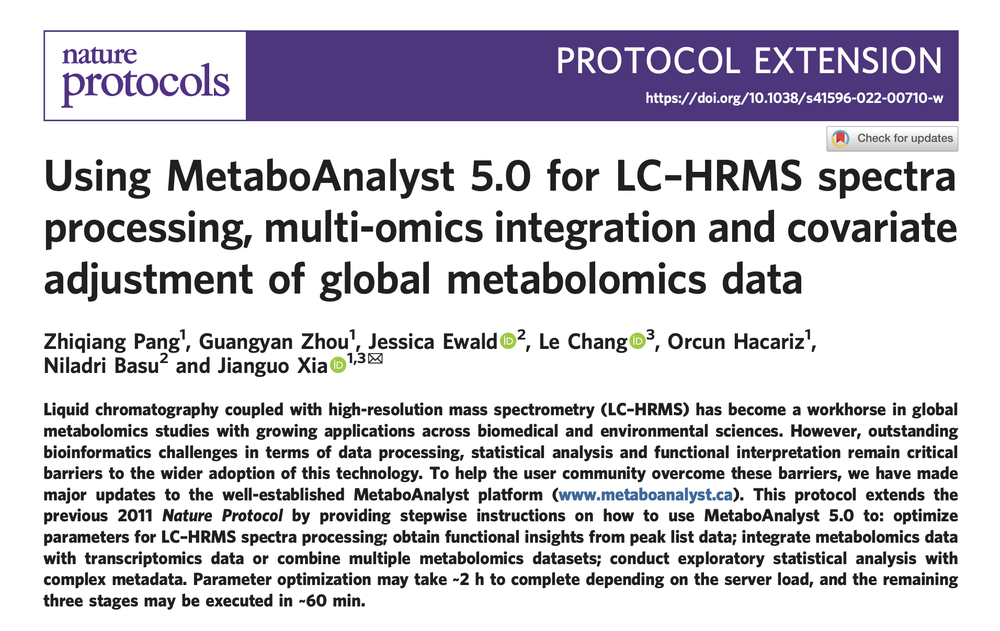 nature
protocols
PROTOCOL EXTENSION
https://doi.org/10.1038/s41596-022-00710-w
Check for updates
Using MetaboAnalyst 5.0 for LC–HRMS spectra
processing, multi-omics integration and covariate
adjustment of global metabolomics data
Zhiqiang Pang1, Guangyan Zhou1, Jessica Ewald iD 2, Le Chang iD 3, Orcun Hacariz1,
Niladri Basu2 and Jianguo Xia iD 1,3✉
Liquid chromatography coupled with high-resolution mass spectrometry (LC–HRMS) has become a workhorse in global
metabolomics studies with growing applications across biomedical and environmental sciences. However, outstanding
bioinformatics challenges in terms of data processing, statistical analysis and functional interpretation remain critical
barriers to the wider adoption of this technology. To help the user community overcome these barriers, we have made
major updates to the well-established MetaboAnalyst platform (www.metaboanalyst.ca). This protocol extends the
previous 2011 Nature Protocol by providing stepwise instructions on how to use MetaboAnalyst 5.0 to: optimize
parameters for LC–HRMS spectra processing; obtain functional insights from peak list data; integrate metabolomics data
with transcriptomics data or combine multiple metabolomics datasets; conduct exploratory statistical analysis with
complex metadata. Parameter optimization may take ~2 h to complete depending on the server load, and the remaining
three stages may be executed in ~60 min.